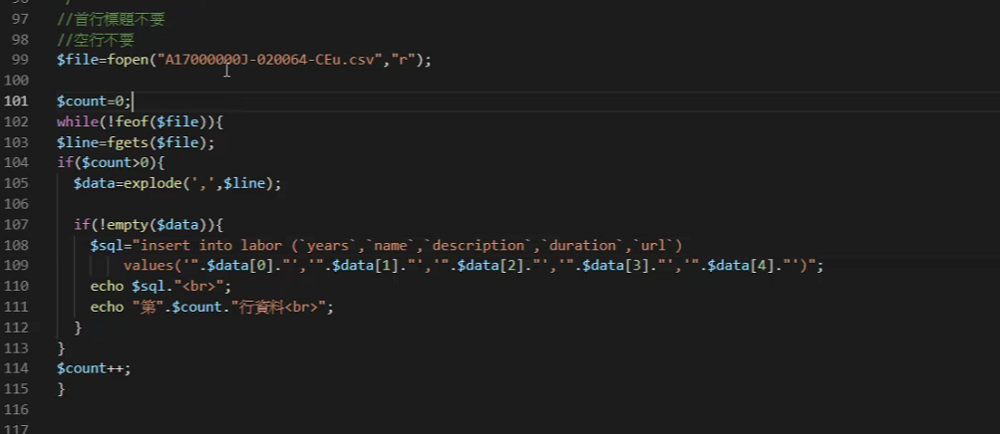 97 //首行標題不要
98 //空行不要
99 $file=fopen("A17000000J-020064-CEu.csv","r");
100
101 $count=0;
102 while(!feof($file)){
103 $line=fgets($file);
104 if($count>0){
105 $data=explode(',',$line);
106
107 if(!empty($data)){
108 $sql="insert into labor (`years`,`name`,`description`,`duration`,`url`)
109 values('".$data[0]."','".$data[1]."','".$data[2]."','".$data[3]."','".$data[4]."')";
110 echo $sql."<br>";
111 echo "第".$count."行資料<br>";
112 }
113 }
114 $count++;
115 }
116
117